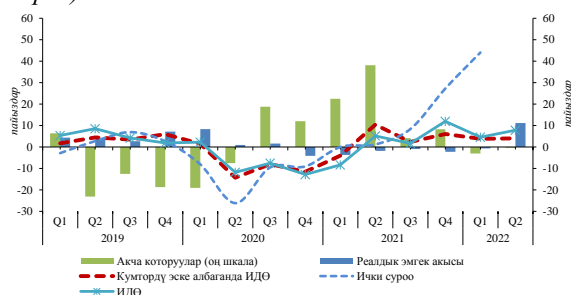 60 60
50 50
40 40
30 30
20 20
10 10
0 0
-10 -10
-20 -20
-30 -30
пайыздар
пайыздар
Q1 Q2 Q3 Q4 Q1 Q2 Q3 Q4 Q1 Q2 Q3 Q4 Q1 Q2
2019 2020 2021 2022
Акча которуулар (оң шкала) Реалдык эмгек акысы
Кумтордү эске албаганда ИДӨ Ички суроо
ИДӨ